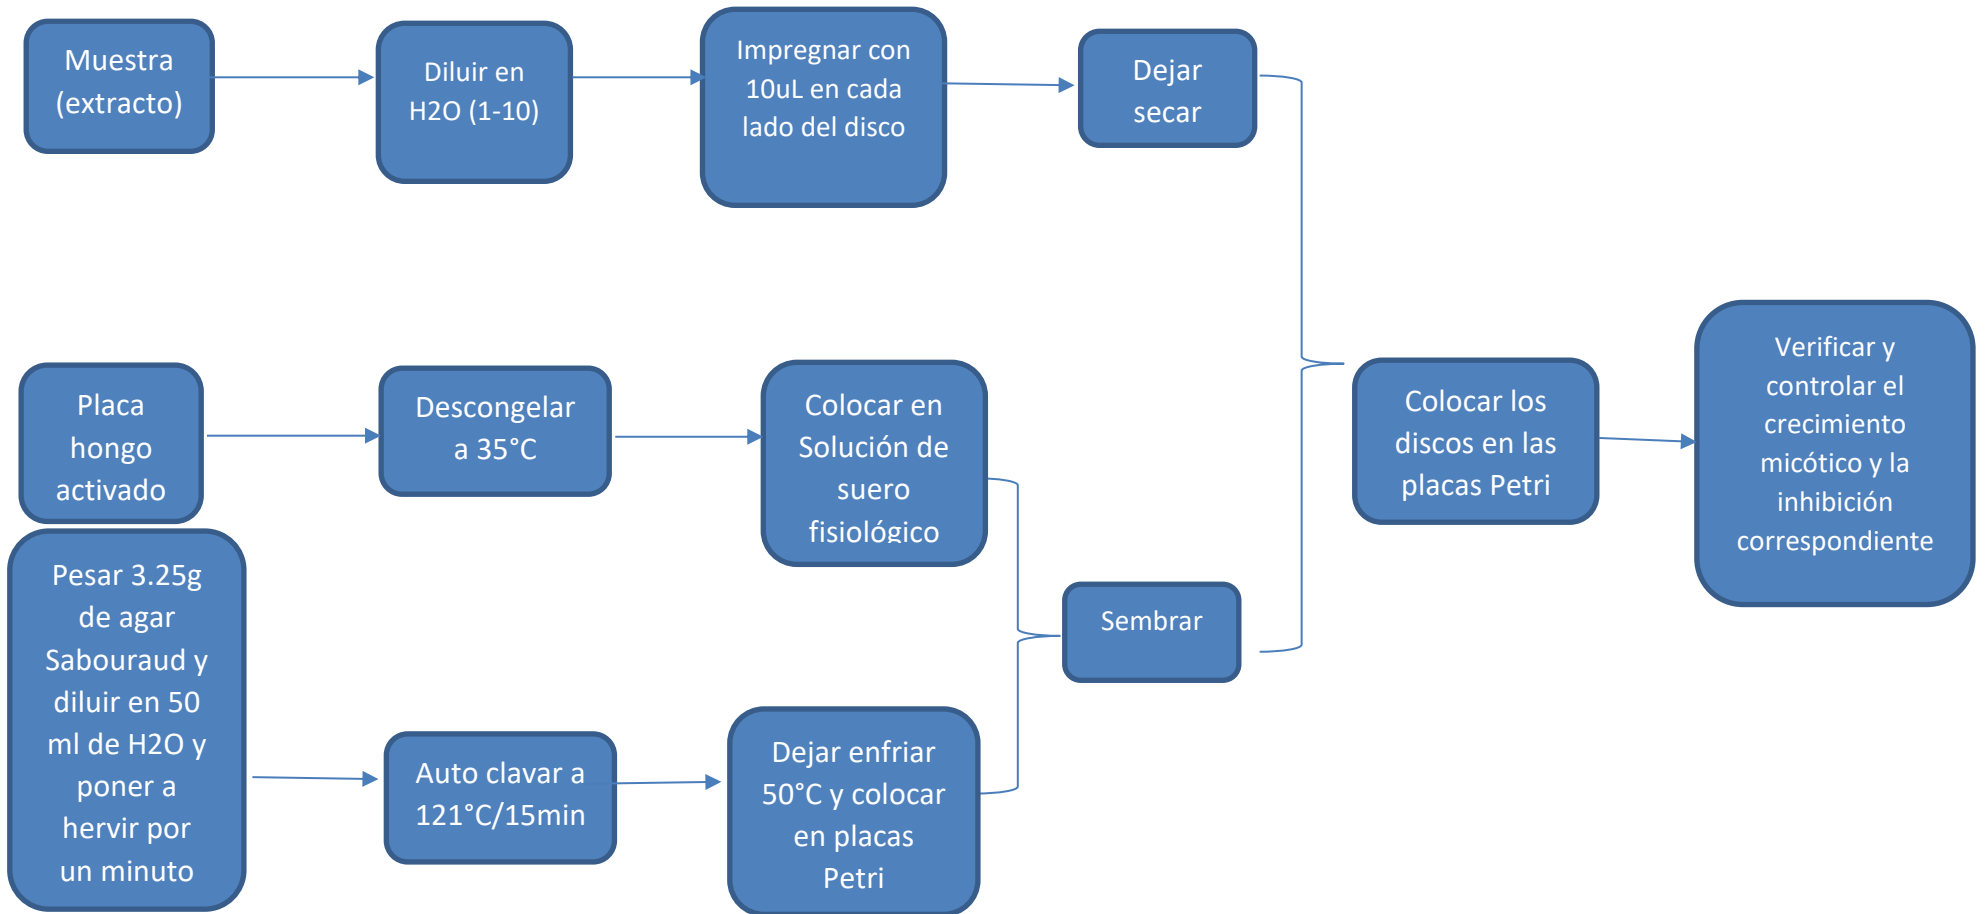 Muestra
(extracto)
Diluir en
H2O (1-10)
Impregnar con
10uL en cada
lado del disco
Dejar
secar
Placa
hongo
activado
Descongelar
a 35°C
Colocar en
Solución de
suero
fisiológico
Pesar 3.25g
de agar
Sabouraud y
diluir en 50
ml de H2O y
poner a
hervir por
un minuto
Auto clavar a
121°C/15min
Dejar enfriar
50°C y colocar
en placas
Petri
Sembrar
Colocar los
discos en las
placas Petri
Verificar y
controlar el
crecimiento
micótico y la
inhibición
correspondiente